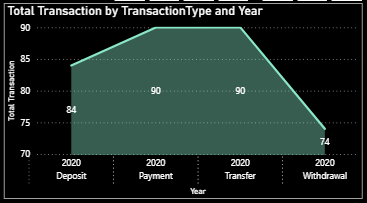 Total Transaction by TransactionType and Year
Total Transaction
90
85
80
75
70
84
90
90
74
2020 2020 2020 2020
Deposit Payment Transfer Withdrawal
Year